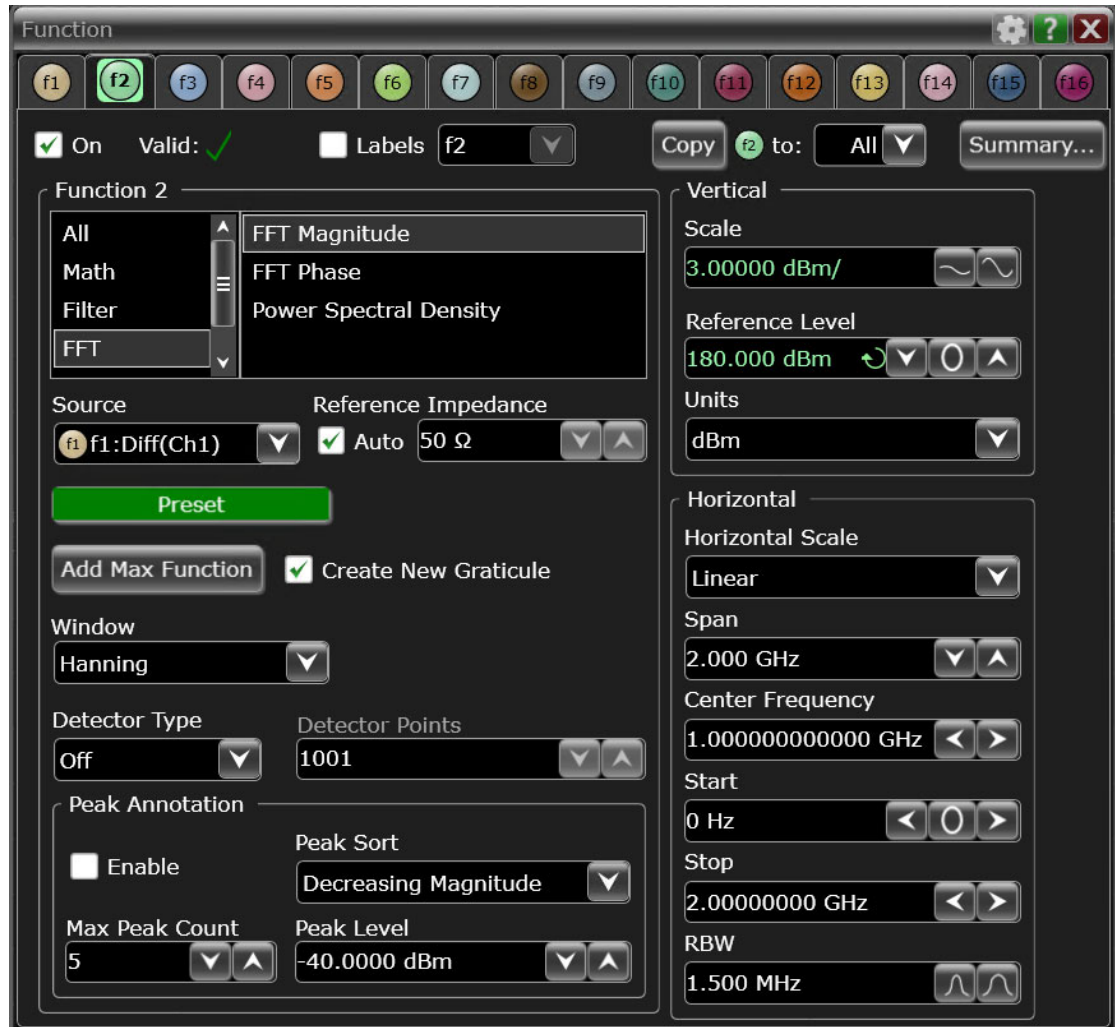 Function
f1 f2 f3 f4 f5 f6 f7 f8 f9 f10 f11 f12 f13 f14 f15 f16
On Valid: Labels f2 Copy f2 to: All Summary...
Function 2
All
Math
Filter
FFT
FFT Magnitude
FFT Phase
Power Spectral Density
Source Reference Impedance
f1 f1:Diff(Ch1) Auto 50 Ω
Preset
Add Max Function Create New Graticule
Window
Hanning
Detector Type Detector Points
Off 1001
Peak Annotation
Enable
Peak Sort
Decreasing Magnitude
Max Peak Count Peak Level
5 -40.0000 dBm
Vertical
Scale
3.00000 dBm/
Reference Level
180.000 dBm 0
Units
dBm
Horizontal
Horizontal Scale
Linear
Span
2.000 GHz
Center Frequency
1.000000000000 GHz
Start
0 Hz 0
Stop
2.00000000 GHz
RBW
1.500 MHz